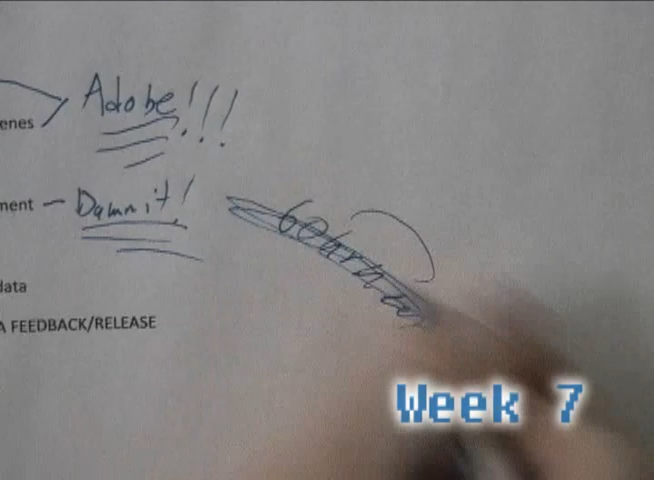 Adobe!!!
enes
ment – Damnit!
data
A FEEDBACK/RELEASE
Week 7